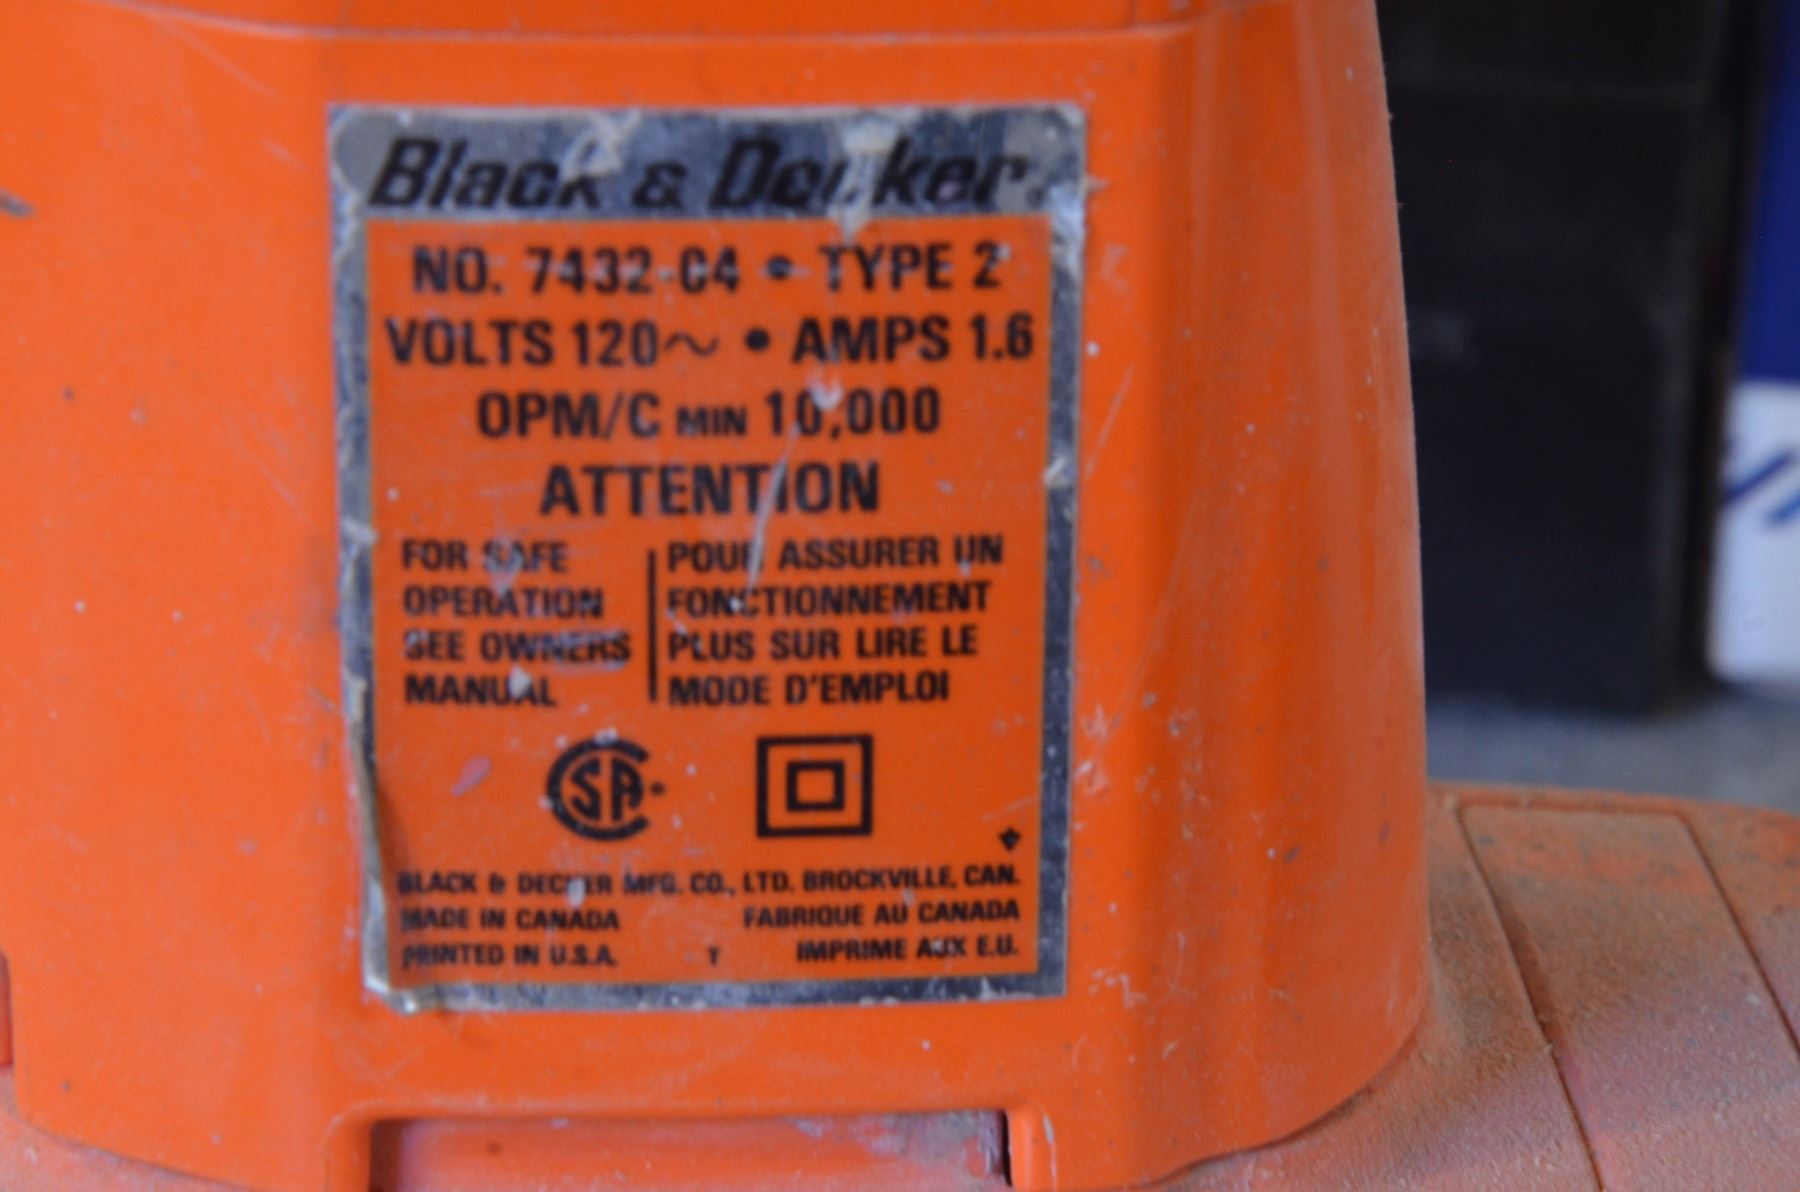 Black & Decker
NO. 7432-04 • TYPE 2
VOLTS 120~ • AMPS 1.6
OPM/C MIN 10,000
ATTENTION
FOR SAFE
OPERATION
SEE OWNERS
MANUAL
POUR ASSURER UN
FONCTIONNEMENT
PLUS SUR LIRE LE
MODE D'EMPLOI
CSA®
BLACK & DECKER MFG. CO., LTD. BROCKVILLE, CAN.
MADE IN CANADA FABRIQUE AU CANADA
PRINTED IN U.S.A. T IMPRIME AUX E.U.